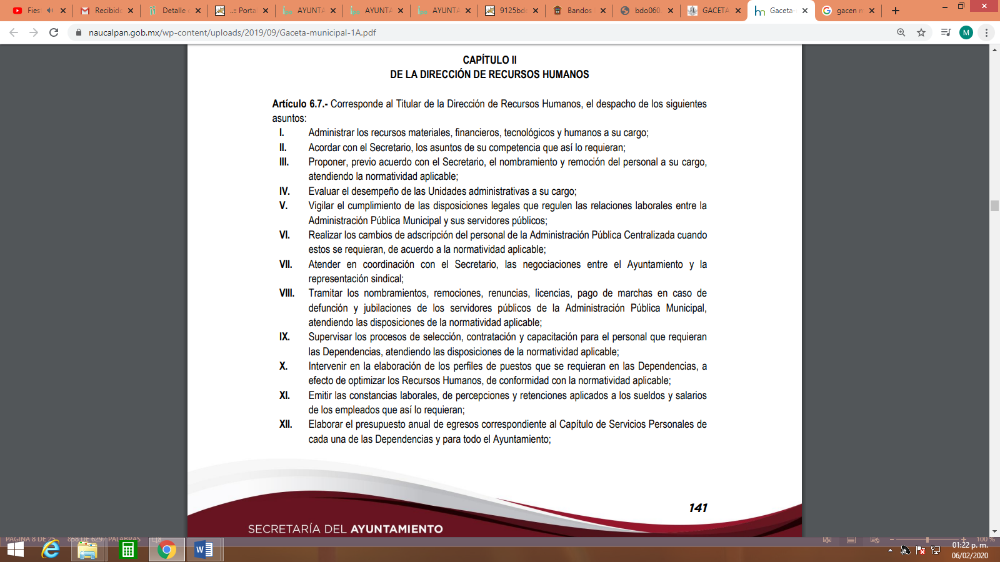 Fies
Recibido
Detalle
..:: Porta
AYUNTA
AYUNTA
AYUNTA
9125bd
Bandos
bdo060.
GACETA
Gaceta-
gacen m
naucalpan.gob.mx/wp-content/uploads/2019/09/Gaceta-municipal-1A.pdf
M
CAPÍTULO II
DE LA DIRECCIÓN DE RECURSOS HUMANOS
Artículo 6.7.- Corresponde al Titular de la Dirección de Recursos Humanos, el despacho de los siguientes
asuntos:
I. Administrar los recursos materiales, financieros, tecnológicos y humanos a su cargo;
II. Acordar con el Secretario, los asuntos de su competencia que así lo requieran;
III. Proponer, previo acuerdo con el Secretario, el nombramiento y remoción del personal a su cargo,
atendiendo la normatividad aplicable;
IV. Evaluar el desempeño de las Unidades administrativas a su cargo;
V. Vigilar el cumplimiento de las disposiciones legales que regulen las relaciones laborales entre la
Administración Pública Municipal y sus servidores públicos;
VI. Realizar los cambios de adscripción del personal de la Administración Pública Centralizada cuando
estos se requieran, de acuerdo a la normatividad aplicable;
VII. Atender en coordinación con el Secretario, las negociaciones entre el Ayuntamiento y la
representación sindical;
VIII. Tramitar los nombramientos, remociones, renuncias, licencias, pago de marchas en caso de
defunción y jubilaciones de los servidores públicos de la Administración Pública Municipal,
atendiendo las disposiciones de la normatividad aplicable;
IX. Supervisar los procesos de selección, contratación y capacitación para el personal que requieran
las Dependencias, atendiendo las disposiciones de la normatividad aplicable;
X. Intervenir en la elaboración de los perfiles de puestos que se requieran en las Dependencias, a
efecto de optimizar los Recursos Humanos, de conformidad con la normatividad aplicable;
XI. Emitir las constancias laborales, de percepciones y retenciones aplicados a los sueldos y salarios
de los empleados que así lo requieran;
XII. Elaborar el presupuesto anual de egresos correspondiente al Capítulo de Servicios Personales de
cada una de las Dependencias y para todo el Ayuntamiento;
141
SECRETARÍA DEL AYUNTAMIENTO
PÁGINA 8 DE 25 858 DE 629 PALABRAS
100 %
01:22 p. m.
06/02/2020